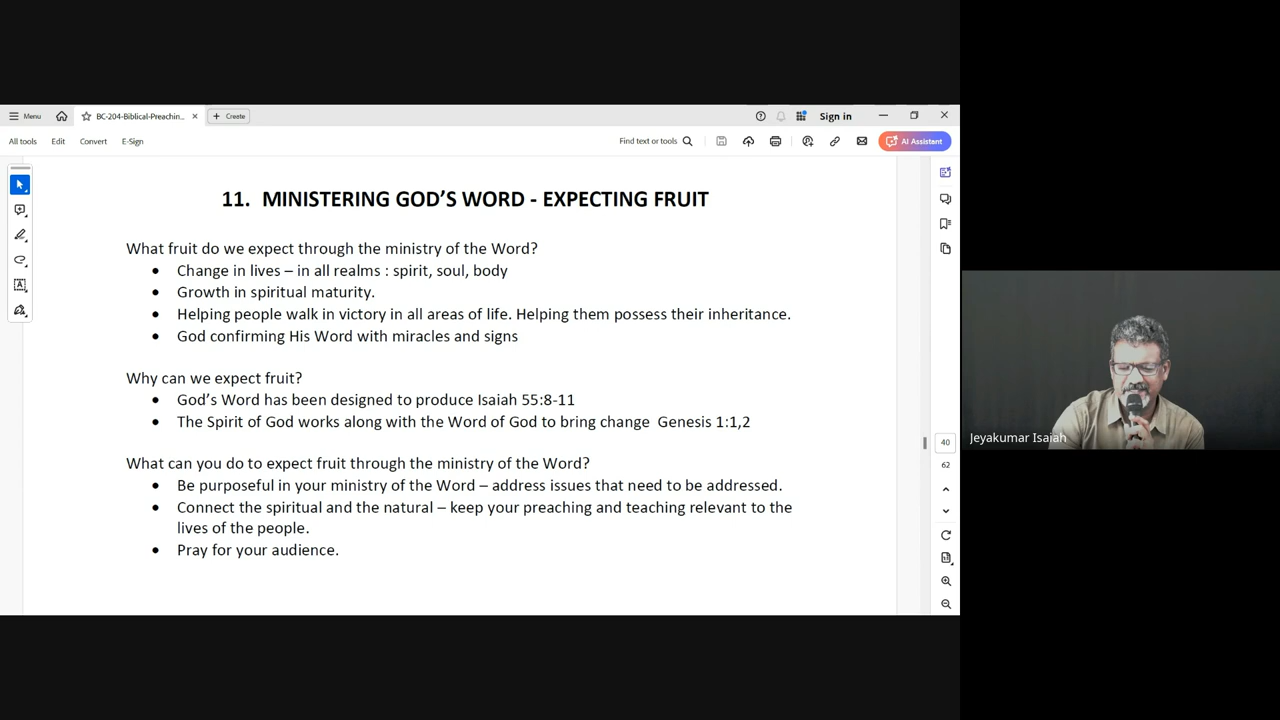 Menu
BC-204-Biblical-Preachin...
Create
Sign in
All tools
Edit
Convert
E-Sign
Find text or tools
AI Assistant
11. MINISTERING GOD'S WORD - EXPECTING FRUIT
What fruit do we expect through the ministry of the Word?
• Change in lives – in all realms : spirit, soul, body
• Growth in spiritual maturity.
• Helping people walk in victory in all areas of life. Helping them possess their inheritance.
• God confirming His Word with miracles and signs
Why can we expect fruit?
• God's Word has been designed to produce Isaiah 55:8-11
• The Spirit of God works along with the Word of God to bring change  Genesis 1:1,2
What can you do to expect fruit through the ministry of the Word?
• Be purposeful in your ministry of the Word – address issues that need to be addressed.
• Connect the spiritual and the natural – keep your preaching and teaching relevant to the
lives of the people.
• Pray for your audience.
40
62
Jeyakumar Isaiah